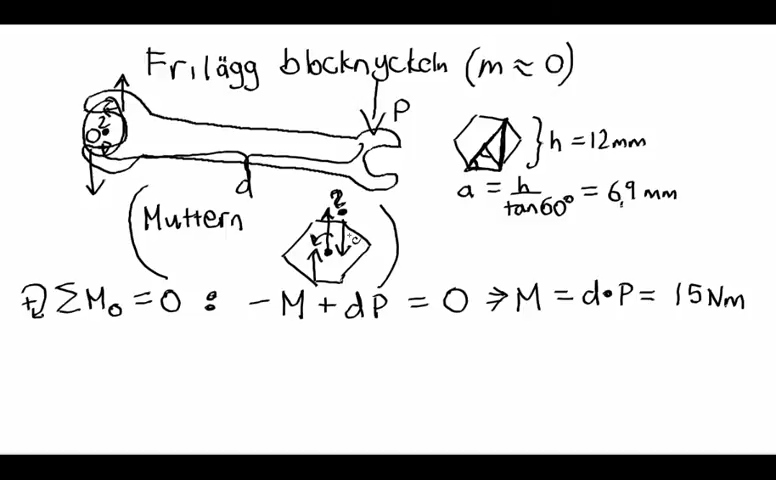 Frilägg blocknyckeln (m ≈ 0)
P
O
d
} h = 12mm
a = h/tan60° = 6,9 mm
(Muttern
)
ΣM₀ = 0 : -M + dP = 0 ⇒ M = d·P = 15Nm